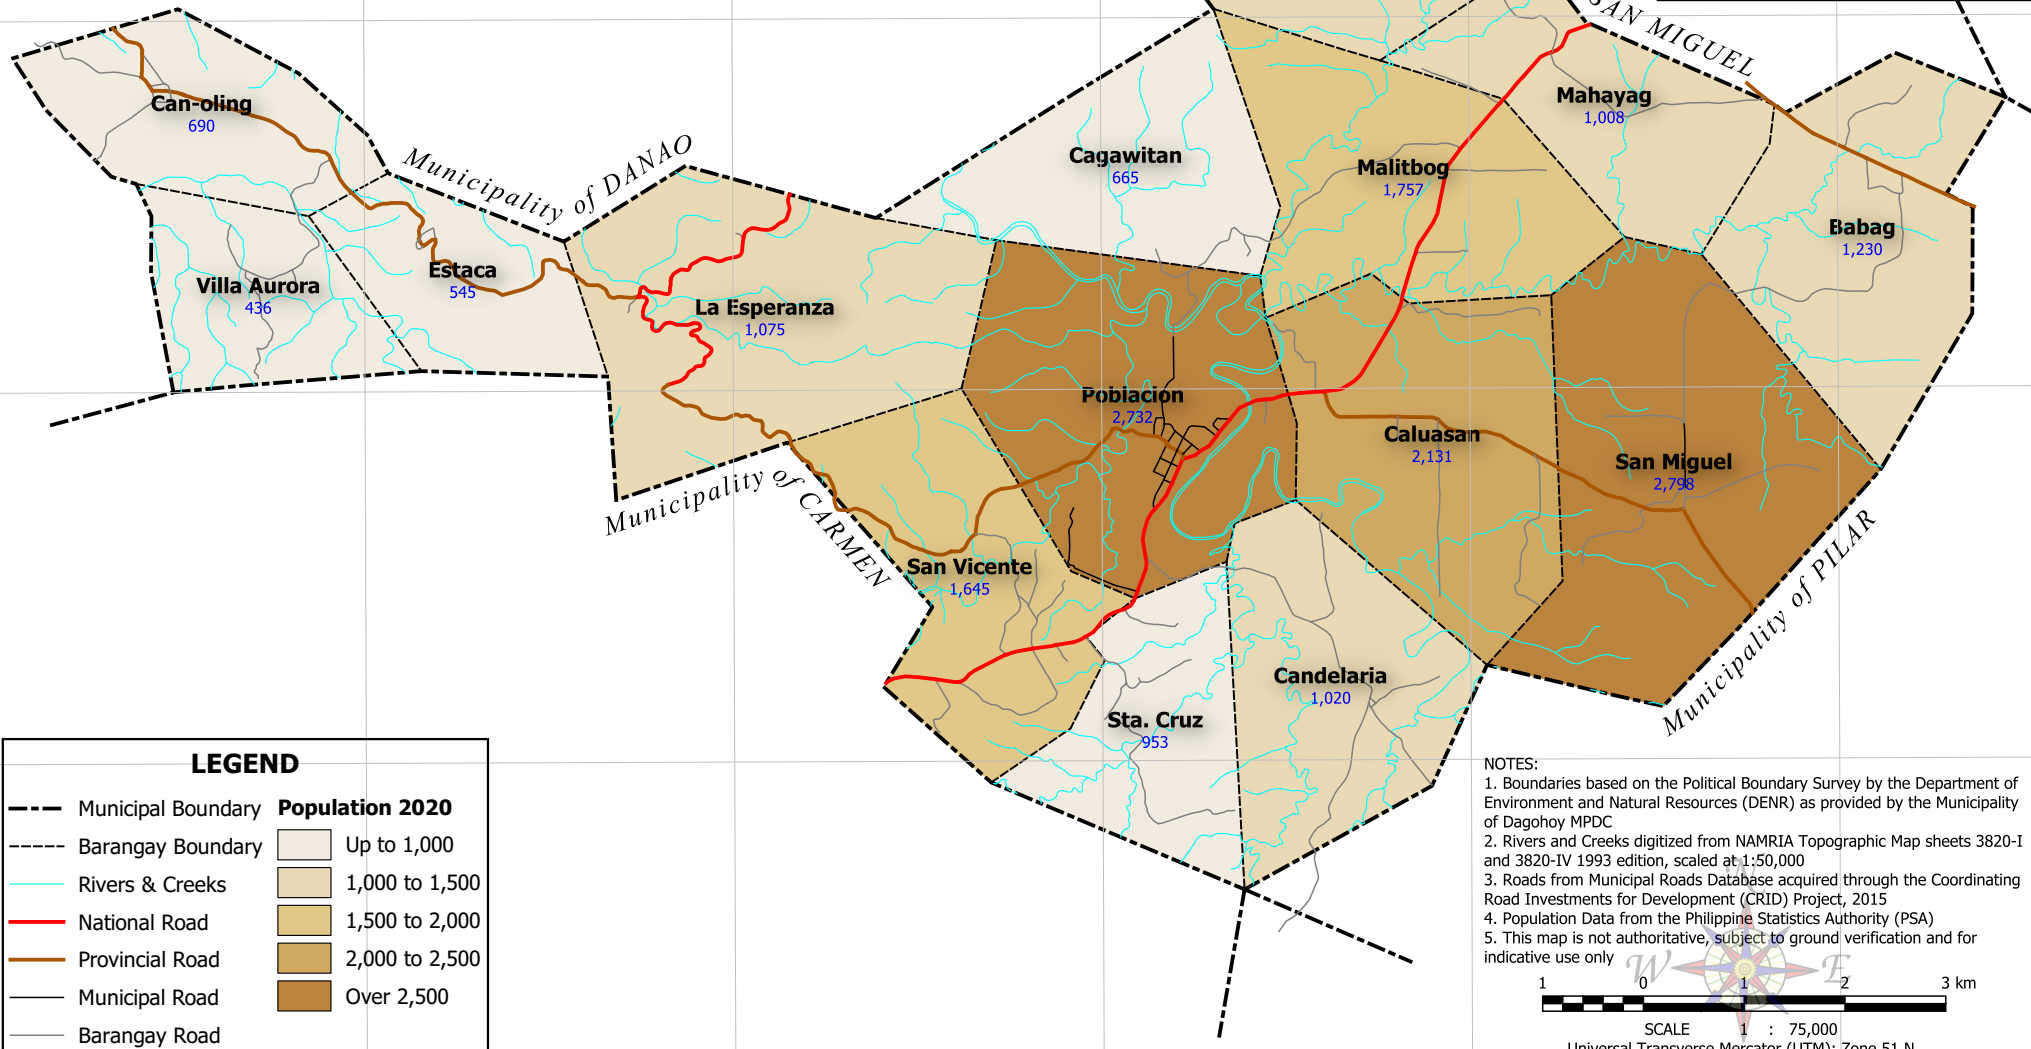 SAN MIGUEL
Can-oling
690
Municipality of DANAO
Cagawitan
665
Malitbog
1,757
Mahayag
1,008
Babag
1,230
Villa Aurora
436
Estaca
545
La Esperanza
1,075
Poblacion
2,732
Caluasan
2,131
San Miguel
2,798
Municipality of CARMEN
San Vicente
1,645
Candelaria
1,020
Sta. Cruz
953
Municipality of PILAR
LEGEND
Municipal Boundary
Barangay Boundary
Rivers & Creeks
National Road
Provincial Road
Municipal Road
Barangay Road
Population 2020
Up to 1,000
1,000 to 1,500
1,500 to 2,000
2,000 to 2,500
Over 2,500
NOTES:
1. Boundaries based on the Political Boundary Survey by the Department of
Environment and Natural Resources (DENR) as provided by the Municipality
of Dagohoy MPDC
2. Rivers and Creeks digitized from NAMRIA Topographic Map sheets 3820-I
and 3820-IV 1993 edition, scaled at 1:50,000
3. Roads from Municipal Roads Database acquired through the Coordinating
Road Investments for Development (CRID) Project, 2015
4. Population Data from the Philippine Statistics Authority (PSA)
5. This map is not authoritative, subject to ground verification and for
indicative use only
N
W E
1 0 1 2 3 km
SCALE 1 : 75,000
Universal Transverse Mercator (UTM): Zone 51 N